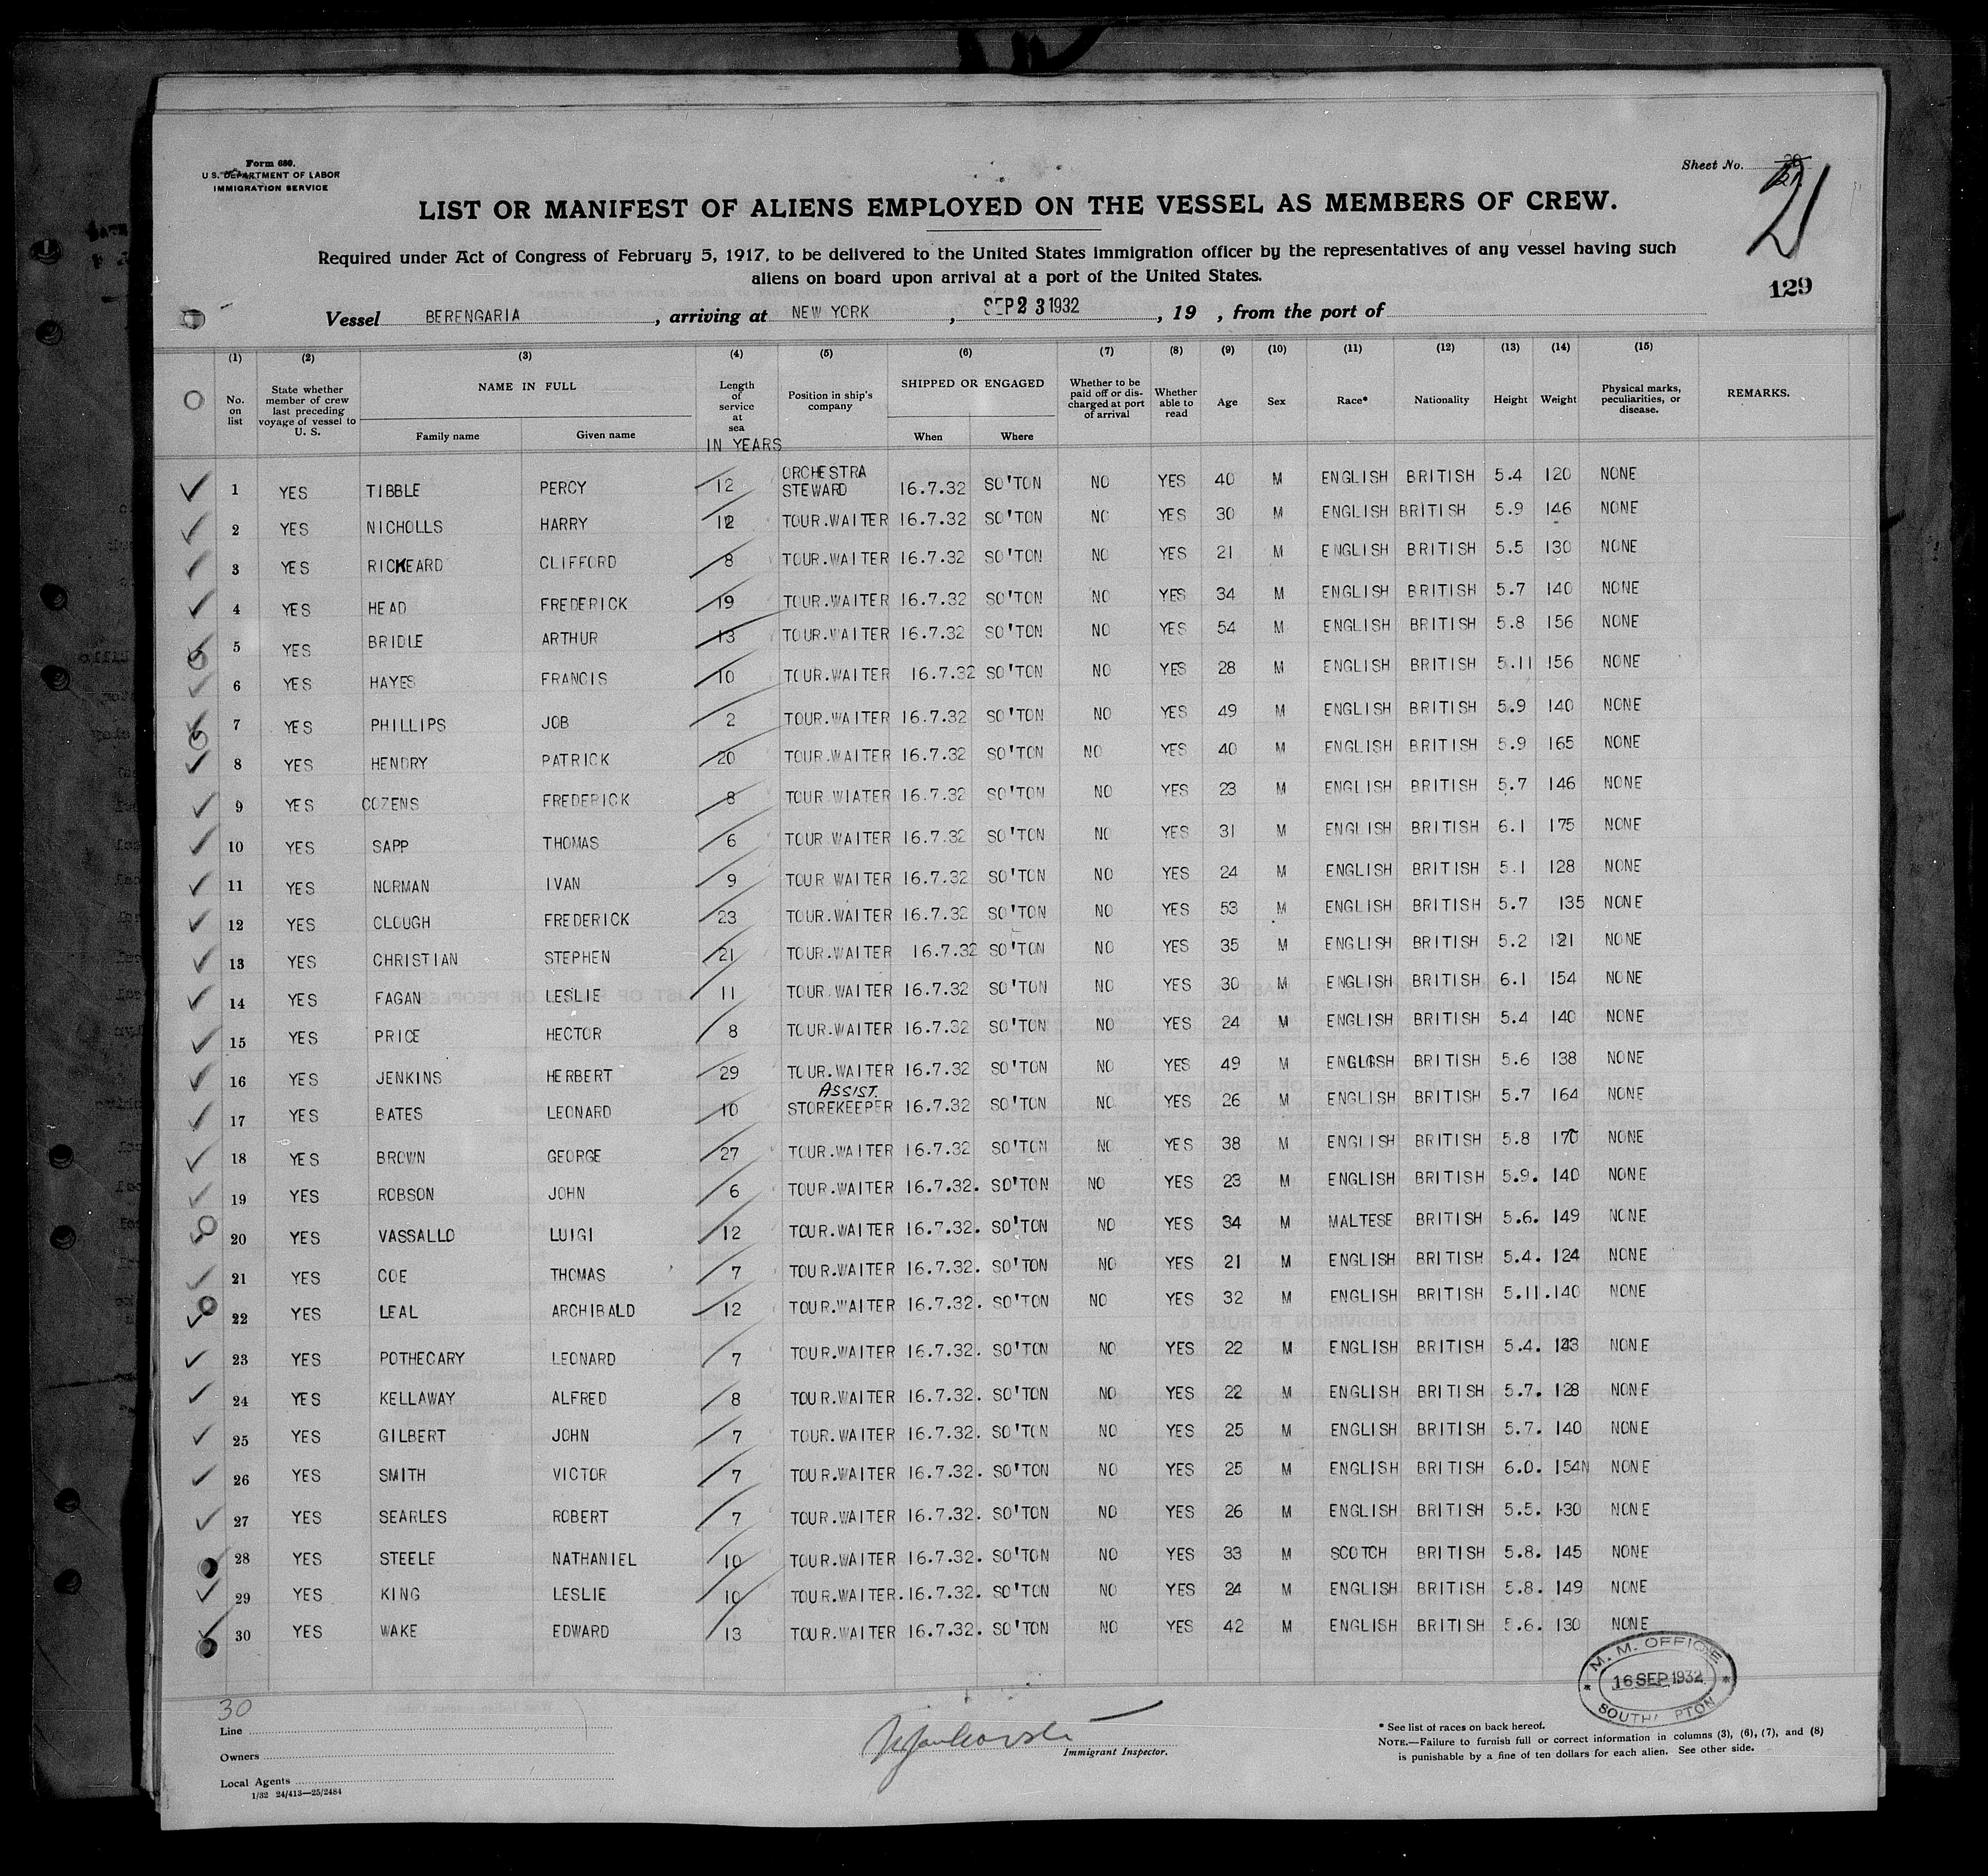 Form 680.
U. S. DEPARTMENT OF LABOR
IMMIGRATION SERVICE
Sheet No.
21
LIST OR MANIFEST OF ALIENS EMPLOYED ON THE VESSEL AS MEMBERS OF CREW.
Required under Act of Congress of February 5, 1917, to be delivered to the United States immigration officer by the representatives of any vessel having such
aliens on board upon arrival at a port of the United States.
129
Vessel BERENGARIA, arriving at NEW YORK, SEP 2 3 1932, 19 , from the port of
(1) (2) (3) (4) (5) (6) (7) (8) (9) (10) (11) (12) (13) (14) (15)
No. on list State whether member of crew last preceding voyage of vessel to U. S. NAME IN FULL Family name Given name Length of service at sea IN YEARS Position in ship's company SHIPPED OR ENGAGED When Where Whether to be paid off or discharged at port of arrival Whether able to read Age Sex Race* Nationality Height Weight Physical marks, peculiarities, or disease. REMARKS.
1 YES TIBBLE PERCY 12 ORCHESTRA STEWARD 16.7.32 SO'TON NO YES 40 M ENGLISH BRITISH 5.4 120 NONE
2 YES NICHOLLS HARRY 12 TOUR.WAITER 16.7.32 SO'TON NO YES 30 M ENGLISH BRITISH 5.9 146 NONE
3 YES RICKEARD CLIFFORD 8 TOUR.WAITER 16.7.32 SO'TON NO YES 21 M ENGLISH BRITISH 5.5 130 NONE
4 YES HEAD FREDERICK 19 TOUR.WAITER 16.7.32 SO'TON NO YES 34 M ENGLISH BRITISH 5.7 140 NONE
5 YES BRIDLE ARTHUR 13 TOUR.WAITER 16.7.32 SO'TON NO YES 54 M ENGLISH BRITISH 5.8 156 NONE
6 YES HAYES FRANCIS 10 TOUR.WAITER 16.7.32 SO'TON NO YES 28 M ENGLISH BRITISH 5.11 156 NONE
7 YES PHILLIPS JOB 2 TOUR.WAITER 16.7.32 SO'TON NO YES 49 M ENGLISH BRITISH 5.9 140 NONE
8 YES HENDRY PATRICK 20 TOUR.WAITER 16.7.32 SO'TON NO YES 40 M ENGLISH BRITISH 5.9 165 NONE
9 YES COZENS FREDERICK 8 TOUR WIATER 16.7.32 SO'TON NO YES 23 M ENGLISH BRITISH 5.7 146 NONE
10 YES SAPP THOMAS 6 TOUR WAITER 16.7.32 SO'TON NO YES 31 M ENGLISH BRITISH 6.1 175 NONE
11 YES NORMAN IVAN 9 TOUR WAITER 16.7.32 SO'TON NO YES 24 M ENGLISH BRITISH 5.1 128 NONE
12 YES CLOUGH FREDERICK 23 TOUR.WAITER 16.7.32 SO'TON NO YES 53 M ENGLISH BRITISH 5.7 135 NONE
13 YES CHRISTIAN STEPHEN 21 TOUR.WAITER 16.7.32 SO'TON NO YES 35 M ENGLISH BRITISH 5.2 121 NONE
14 YES FAGAN LESLIE 11 TOUR.WAITER 16.7.32 SO'TON NO YES 30 M ENGLISH BRITISH 6.1 154 NONE
15 YES PRICE HECTOR 8 TOUR.WAITER 16.7.32 SO'TON NO YES 24 M ENGLISH BRITISH 5.4 140 NONE
16 YES JENKINS HERBERT 29 TOUR.WAITER 16.7.32 SO'TON NO YES 49 M ENGLGSH BRITISH 5.6 138 NONE
17 YES BATES LEONARD 10 ASSIST. STOREKEEPER 16.7.32 SO'TON NO YES 26 M ENGLISH BRITISH 5.7 164 NONE
18 YES BROWN GEORGE 27 TOUR.WAITER 16.7.32 SO'TON NO YES 38 M ENGLISH BRITISH 5.8 170 NONE
19 YES ROBSON JOHN 6 TOUR.WAITER 16.7.32. SO'TON NO YES 23 M ENGLISH BRITISH 5.9. 140 NONE
20 YES VASSALLO LUIGI 12 TOUR.WAITER 16.7.32. SO'TON NO YES 34 M MALTESE BRITISH 5.6. 149 NONE
21 YES COE THOMAS 7 TOUR.WAITER 16.7.32. SO'TON NO YES 21 M ENGLISH BRITISH 5.4. 124 NONE
22 YES LEAL ARCHIBALD 12 TOUR.WAITER 16.7.32. SO'TON NO YES 32 M ENGLISH BRITISH 5.11. 140 NONE
23 YES POTHECARY LEONARD 7 TOUR.WAITER 16.7.32. SO'TON NO YES 22 M ENGLISH BRITISH 5.4. 143 NONE
24 YES KELLAWAY ALFRED 8 TOUR.WAITER 16.7.32. SO'TON NO YES 22 M ENGLISH BRITISH 5.7. 128 NONE
25 YES GILBERT JOHN 7 TOUR.WAITER 16.7.32. SO'TON NO YES 25 M ENGLISH BRITISH 5.7. 140 NONE
26 YES SMITH VICTOR 7 TOUR.WAITER 16.7.32. SO'TON NO YES 25 M ENGLISH BRITISH 6.0. 154N NONE
27 YES SEARLES ROBERT 7 TOUR.WAITER 16.7.32. SO'TON NO YES 26 M ENGLISH BRITISH 5.5. 130 NONE
28 YES STEELE NATHANIEL 10 TOUR.WAITER 16.7.32. SO'TON NO YES 33 M SCOTCH BRITISH 5.8. 145 NONE
29 YES KING LESLIE 10 TOUR.WAITER.16.7.32. SO'TON NO YES 24 M ENGLISH BRITISH 5.8. 149 NONE
30 YES WAKE EDWARD 13 TOUR.WAITER 16.7.32. SO'TON NO YES 42 M ENGLISH BRITISH 5.6. 130 NONE
M. M. OFFICE
16 SEP 1932
30
Line
Owners
Local Agents
1/32 24/413—25/2484
Immigrant Inspector.
* See list of races on back hereof.
NOTE.—Failure to furnish full or correct information in columns (3), (6), (7), and (8)
is punishable by a fine of ten dollars for each alien. See other side.